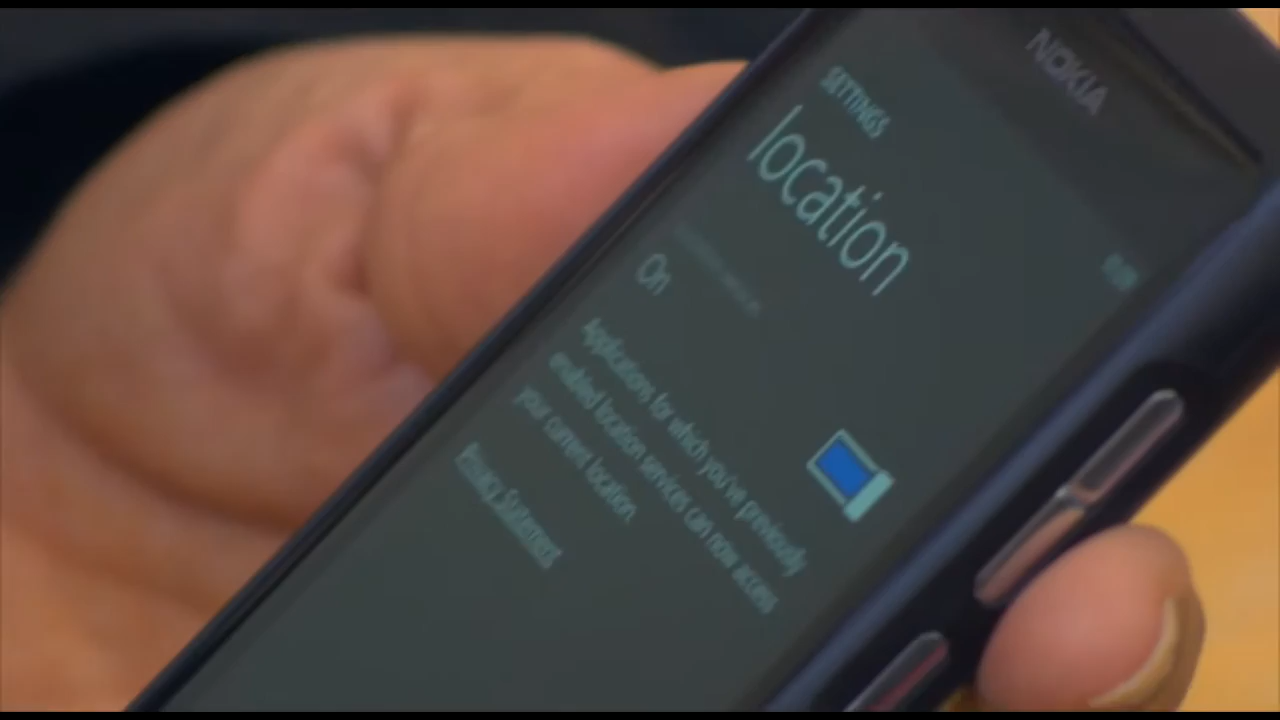 NOKIA
SETTINGS
location
On
Applications for which you've previously
enabled location services can now access
your current location.
Privacy Statement